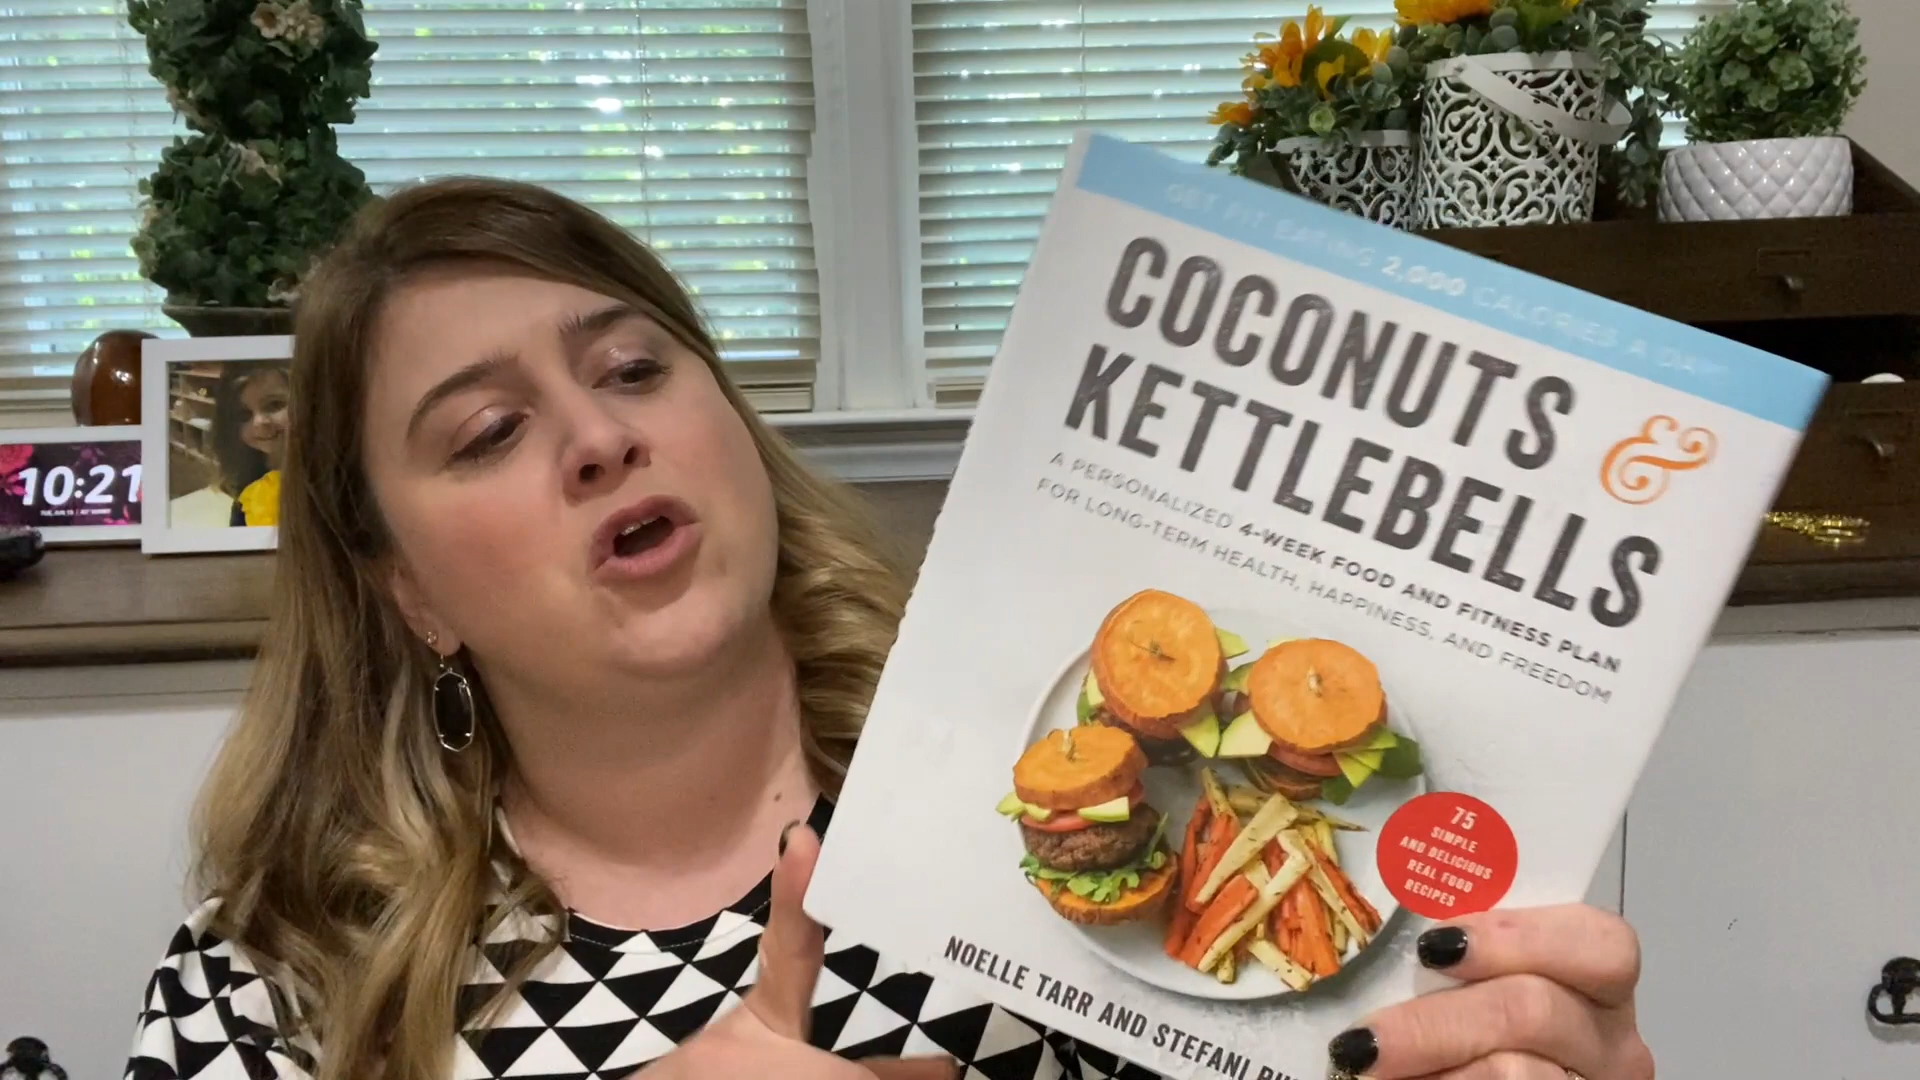 10:21
GET FIT EATING 2,000 CALORIES A DAY
COCONUTS &
KETTLEBELLS
A PERSONALIZED 4-WEEK FOOD AND FITNESS PLAN
FOR LONG-TERM HEALTH, HAPPINESS, AND FREEDOM
75
SIMPLE
AND DELICIOUS
REAL FOOD
RECIPES
NOELLE TARR AND STEFANI